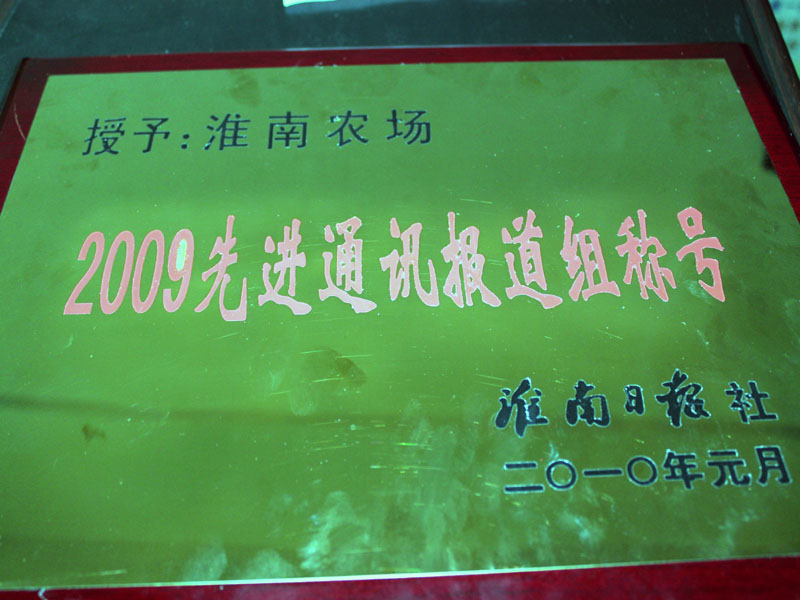 授予:淮南农场
2009先进通讯报道组称号
淮南日报社
二〇一〇年元月